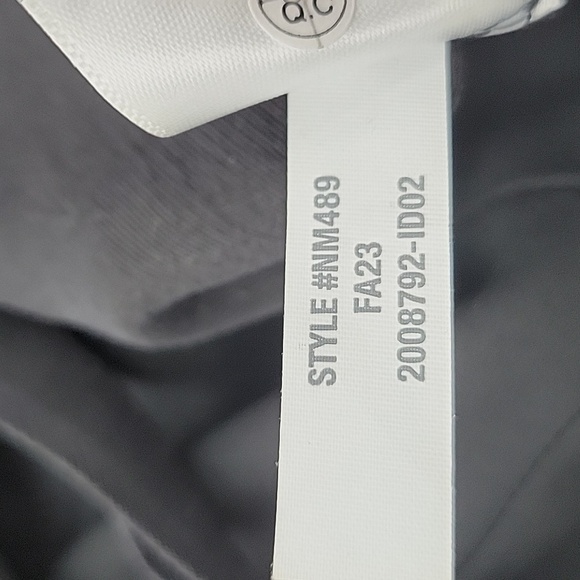 Q.C
STYLE #NM489
FA23
2008792-ID02